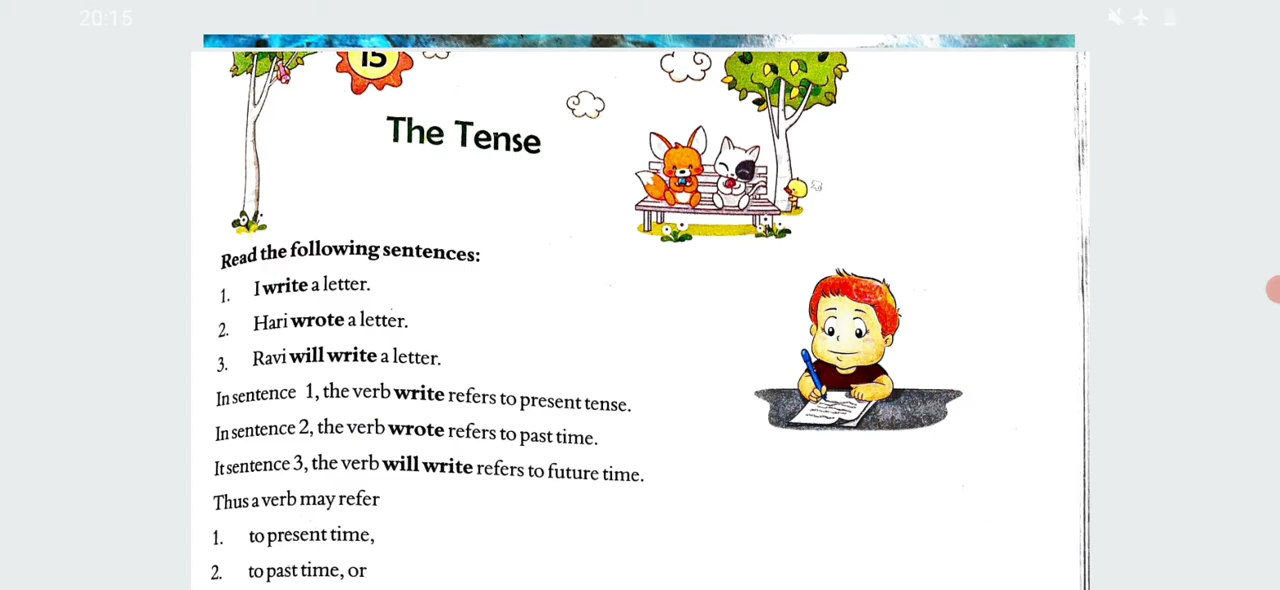 20:15
15
The Tense
Read the following sentences:
1. I write a letter.
2. Hari wrote a letter.
3. Ravi will write a letter.
In sentence 1, the verb write refers to present tense.
In sentence 2, the verb wrote refers to past time.
It sentence 3, the verb will write refers to future time.
Thus a verb may refer
1. to present time,
2. to past time, or